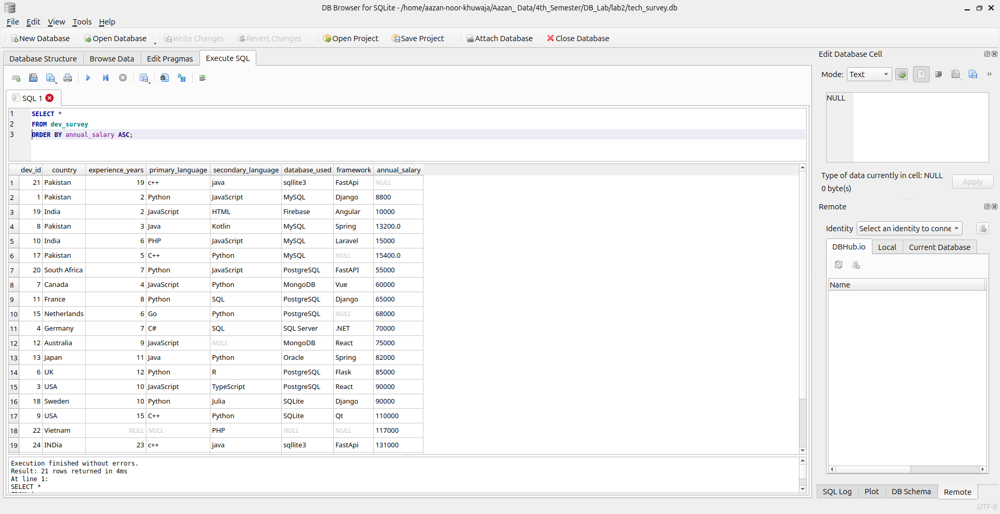 DB Browser for SQLite - /home/aazan-noor-khuwaja/Aazan_ Data/4th_Semester/DB_Lab/lab2/tech_survey.db
File Edit View Tools Help
New Database Open Database Write Changes Revert Changes Open Project Save Project Attach Database Close Database
Database Structure Browse Data Edit Pragmas Execute SQL
SQL 1
1 SELECT *
2 FROM dev_survey
3 ORDER BY annual_salary ASC;
dev_id country experience_years primary_language secondary_language database_used framework annual_salary
1 21 Pakistan 19 c++ java sqllite3 FastApi NULL
2 1 Pakistan 2 Python JavaScript MySQL Django 8800
3 19 India 2 JavaScript HTML Firebase Angular 10000
4 8 Pakistan 3 Java Kotlin MySQL Spring 13200.0
5 10 India 6 PHP JavaScript MySQL Laravel 15000
6 17 Pakistan 5 C++ Python MySQL NULL 15400.0
7 20 South Africa 7 Python JavaScript PostgreSQL FastAPI 55000
8 7 Canada 4 JavaScript Python MongoDB Vue 60000
9 11 France 8 Python SQL PostgreSQL Django 65000
10 15 Netherlands 6 Go Python PostgreSQL NULL 68000
11 4 Germany 7 C# SQL SQL Server .NET 70000
12 12 Australia 9 JavaScript NULL MongoDB React 75000
13 13 Japan 11 Java Python Oracle Spring 82000
14 6 UK 12 Python R PostgreSQL Flask 85000
15 3 USA 10 JavaScript TypeScript PostgreSQL React 90000
16 18 Sweden 10 Python Julia SQLite Django 90000
17 9 USA 15 C++ Python SQLite Qt 110000
18 22 Vietnam NULL NULL PHP NULL NULL 117000
19 24 INDia 23 c++ java sqllite3 FastApi 131000
Execution finished without errors.
Result: 21 rows returned in 4ms
At line 1:
SELECT *
Edit Database Cell
Mode: Text
NULL
Type of data currently in cell: NULL
0 byte(s)
Apply
Remote
Identity Select an identity to conne
DBHub.io Local Current Database
Name
SQL Log Plot DB Schema Remote
UTF-8